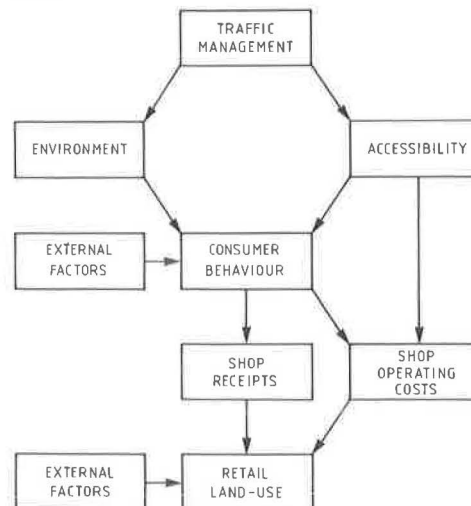 TRAFFIC
MANAGEMENT
ENVIRONMENT
ACCESSIBILITY
EXTERNAL
FACTORS
CONSUMER
BEHAVIOUR
SHOP
RECEIPTS
SHOP
OPERATING
COSTS
EXTERNAL
FACTORS
RETAIL
LAND-USE